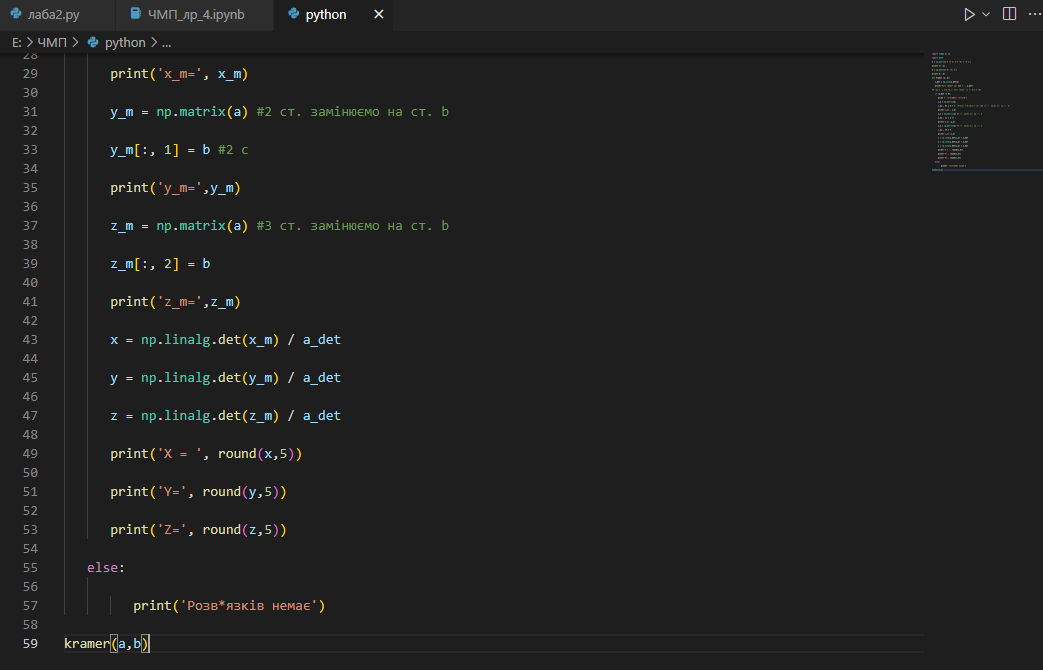 лаба2.py ЧМП_лр_4.ipynb python
E: > ЧМП > python > ...
28
29 print('x_m=', x_m)
30
31 y_m = np.matrix(a) #2 ст. замінюємо на ст. b
32
33 y_m[:, 1] = b #2 с
34
35 print('y_m=',y_m)
36
37 z_m = np.matrix(a) #3 ст. замінюємо на ст. b
38
39 z_m[:, 2] = b
40
41 print('z_m=',z_m)
42
43 x = np.linalg.det(x_m) / a_det
44
45 y = np.linalg.det(y_m) / a_det
46
47 z = np.linalg.det(z_m) / a_det
48
49 print('X = ', round(x,5))
50
51 print('Y=', round(y,5))
52
53 print('Z=', round(z,5))
54
55 else:
56
57 print('Розв*язків немає')
58
59 kramer(a,b)